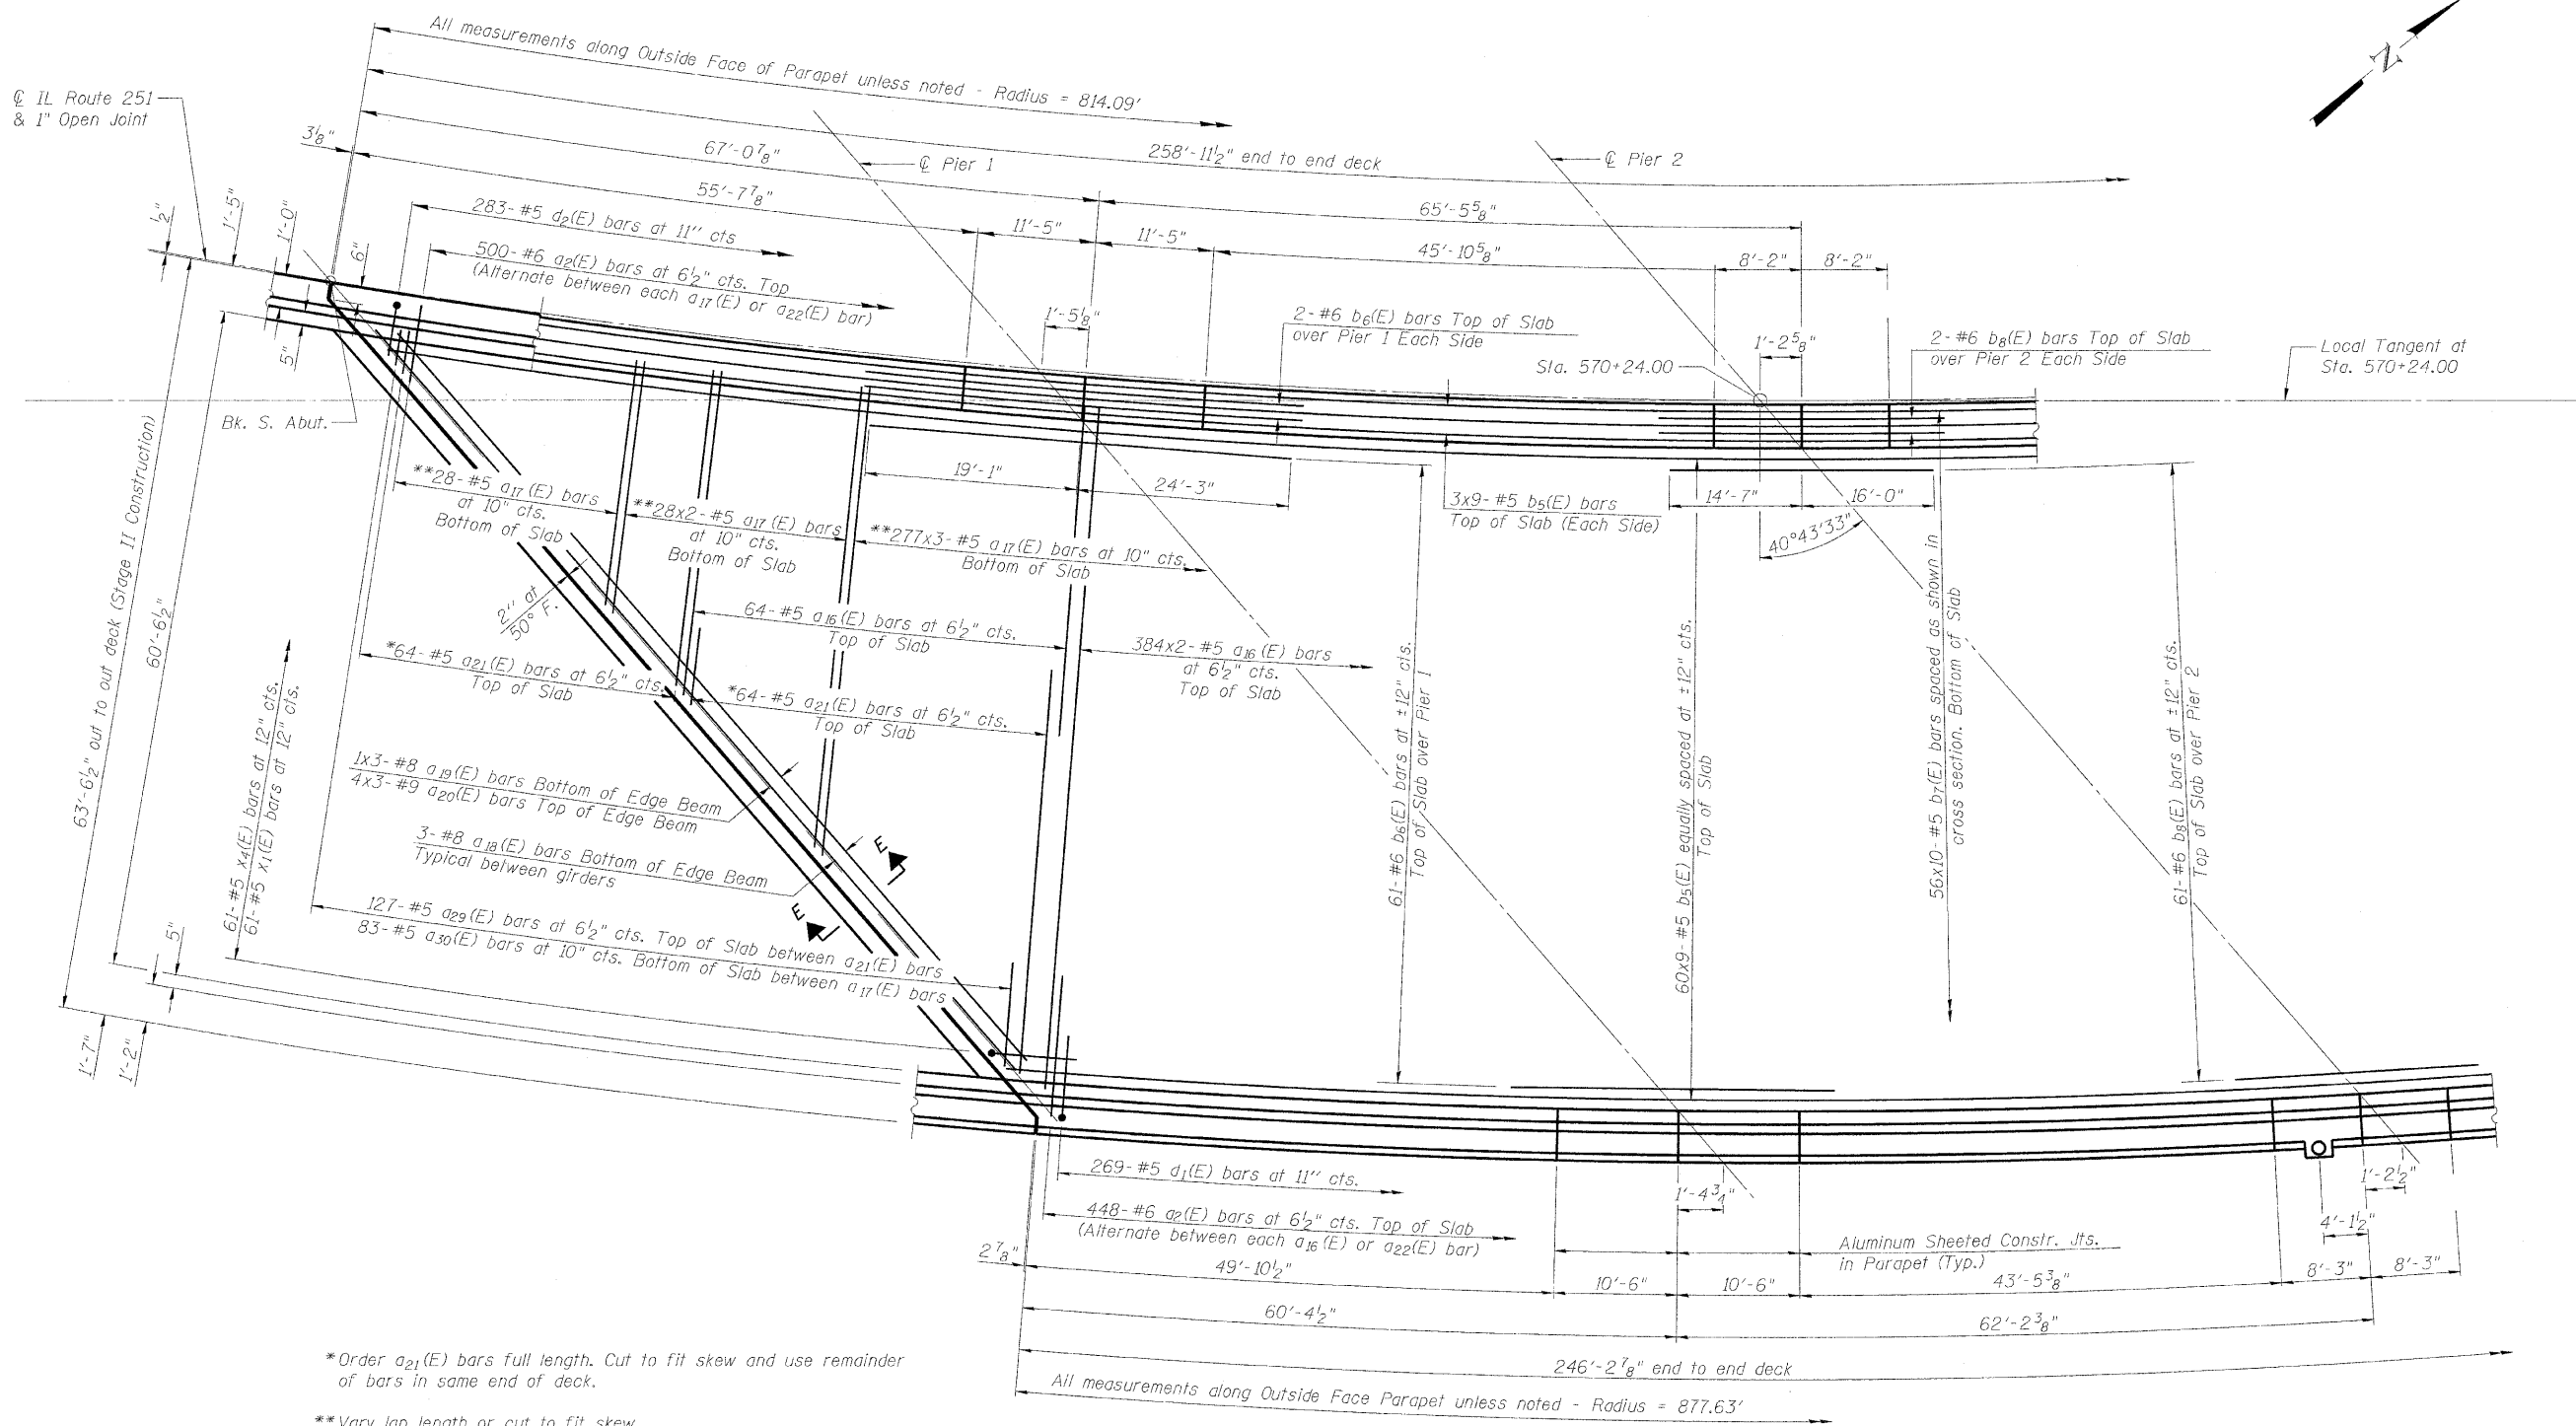 All measurements along Outside Face of Parapet unless noted - Radius = 814.09'
N
℄ IL Route 251
& 1" Open Joint
258'-11½" end to end deck
67'-0⅞"
℄ Pier 1
℄ Pier 2
3⅛"
55'-7⅞"
65'-5⅝"
283-#5 d2(E) bars at 11" cts
11'-5"
11'-5"
45'-10⅝"
8'-2"
8'-2"
½"
1'-5"
1'-0"
6"
500-#6 a2(E) bars at 6½" cts. Top
(Alternate between each a17(E) or a22(E) bar)
1'-5⅛"
2-#6 b6(E) bars Top of Slab
over Pier 1 Each Side
1'-2⅝"
Sta. 570+24.00
2-#6 b8(E) bars Top of Slab
over Pier 2 Each Side
Local Tangent at
Sta. 570+24.00
5"
Bk. S. Abut.
**28-#5 a17(E) bars
at 10" cts.
Bottom of Slab
**28x2-#5 a17(E) bars
at 10" cts.
Bottom of Slab
19'-1"
24'-3"
**277x3-#5 a17(E) bars at 10" cts.
Bottom of Slab
3x9-#5 b5(E) bars
Top of Slab (Each Side)
14'-7"
16'-0"
40°43'33"
63'-6½" out to out deck (Stage II Construction)
60'-6½"
2" at
50° F.
64-#5 a16(E) bars at 6½" cts.
Top of Slab
384x2-#5 a16(E) bars
at 6½" cts.
Top of Slab
*64-#5 a21(E) bars at 6½" cts.
Top of Slab
*64-#5 a21(E) bars at 6½" cts.
Top of Slab
61-#5 x4(E) bars at 12" cts.
61-#5 x1(E) bars at 12" cts.
61-#6 b6(E) bars at ±12" cts.
Top of Slab over Pier 1
60x9-#5 b5(E) equally spaced at ±12" cts.
Top of Slab
56x10-#5 b7(E) bars spaced as shown in
cross section. Bottom of Slab
61-#6 b8(E) bars at ±12" cts.
Top of Slab over Pier 2
1x3-#8 a19(E) bars Bottom of Edge Beam
4x3-#9 a20(E) bars Top of Edge Beam
3-#8 a18(E) bars Bottom of Edge Beam
Typical between girders
E
E
127-#5 a29(E) bars at 6½" cts. Top of Slab between a21(E) bars
83-#5 a30(E) bars at 10" cts. Bottom of Slab between a17(E) bars
5"
1'-7"
1'-2"
269-#5 d1(E) bars at 11" cts.
448-#6 a2(E) bars at 6½" cts. Top of Slab
(Alternate between each a16(E) or a22(E) bar)
1'-4¾"
1'-2½"
4'-1½"
2⅞"
49'-10½"
10'-6"
10'-6"
Aluminum Sheeted Constr. Jts.
in Parapet (Typ.)
43'-5⅜"
8'-3"
8'-3"
60'-4½"
62'-2⅜"
246'-2⅞" end to end deck
All measurements along Outside Face Parapet unless noted - Radius = 877.63'
*Order a21(E) bars full length. Cut to fit skew and use remainder
of bars in same end of deck.
**Vary lap length or cut to fit skew